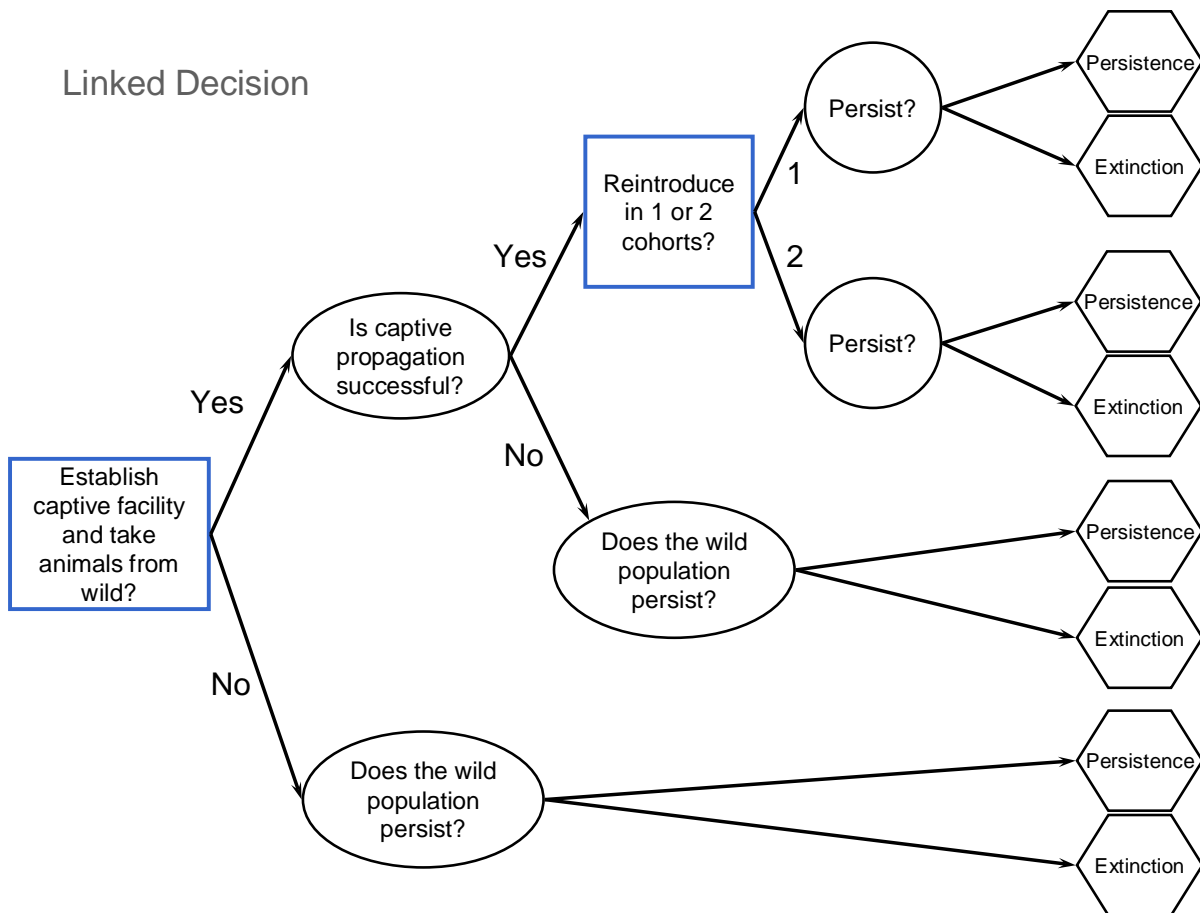 Linked Decision
Persistence
Persist?
Extinction
1
Reintroduce
in 1 or 2
cohorts?
Yes
2
Persistence
Persist?
Extinction
Is captive
propagation
successful?
Yes
No
Establish
captive facility
and take
animals from
wild?
Persistence
Does the wild
population
persist?
Extinction
No
Persistence
Does the wild
population
persist?
Extinction